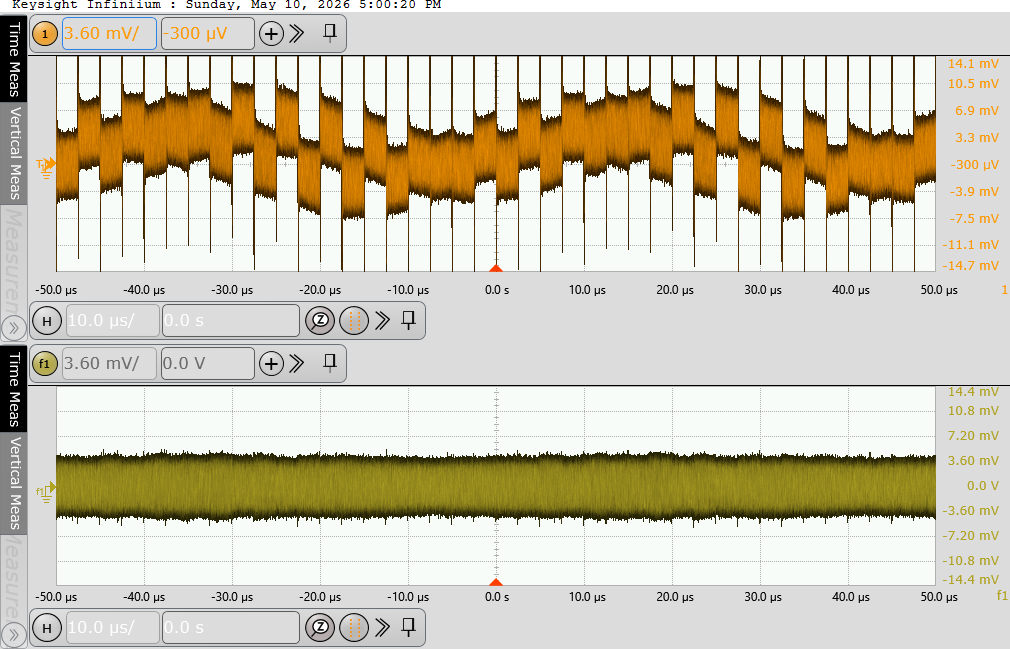 Keysight Infiniium : Sunday, May 10, 2026 5:00:20 PM
Time Meas
Vertical Meas
1
3.60 mV/
-300 µV
14.1 mV
10.5 mV
6.9 mV
3.3 mV
-300 µV
-3.9 mV
-7.5 mV
-11.1 mV
-14.7 mV
-50.0 µs
-40.0 µs
-30.0 µs
-20.0 µs
-10.0 µs
0.0 s
10.0 µs
20.0 µs
30.0 µs
40.0 µs
50.0 µs
1
H
10.0 µs/
0.0 s
Z
Time Meas
Vertical Meas
f1
3.60 mV/
0.0 V
14.4 mV
10.8 mV
7.20 mV
3.60 mV
0.0 V
-3.60 mV
-7.20 mV
-10.8 mV
-14.4 mV
f1
-50.0 µs
-40.0 µs
-30.0 µs
-20.0 µs
-10.0 µs
0.0 s
10.0 µs
20.0 µs
30.0 µs
40.0 µs
50.0 µs
f1
H
10.0 µs/
0.0 s
Z